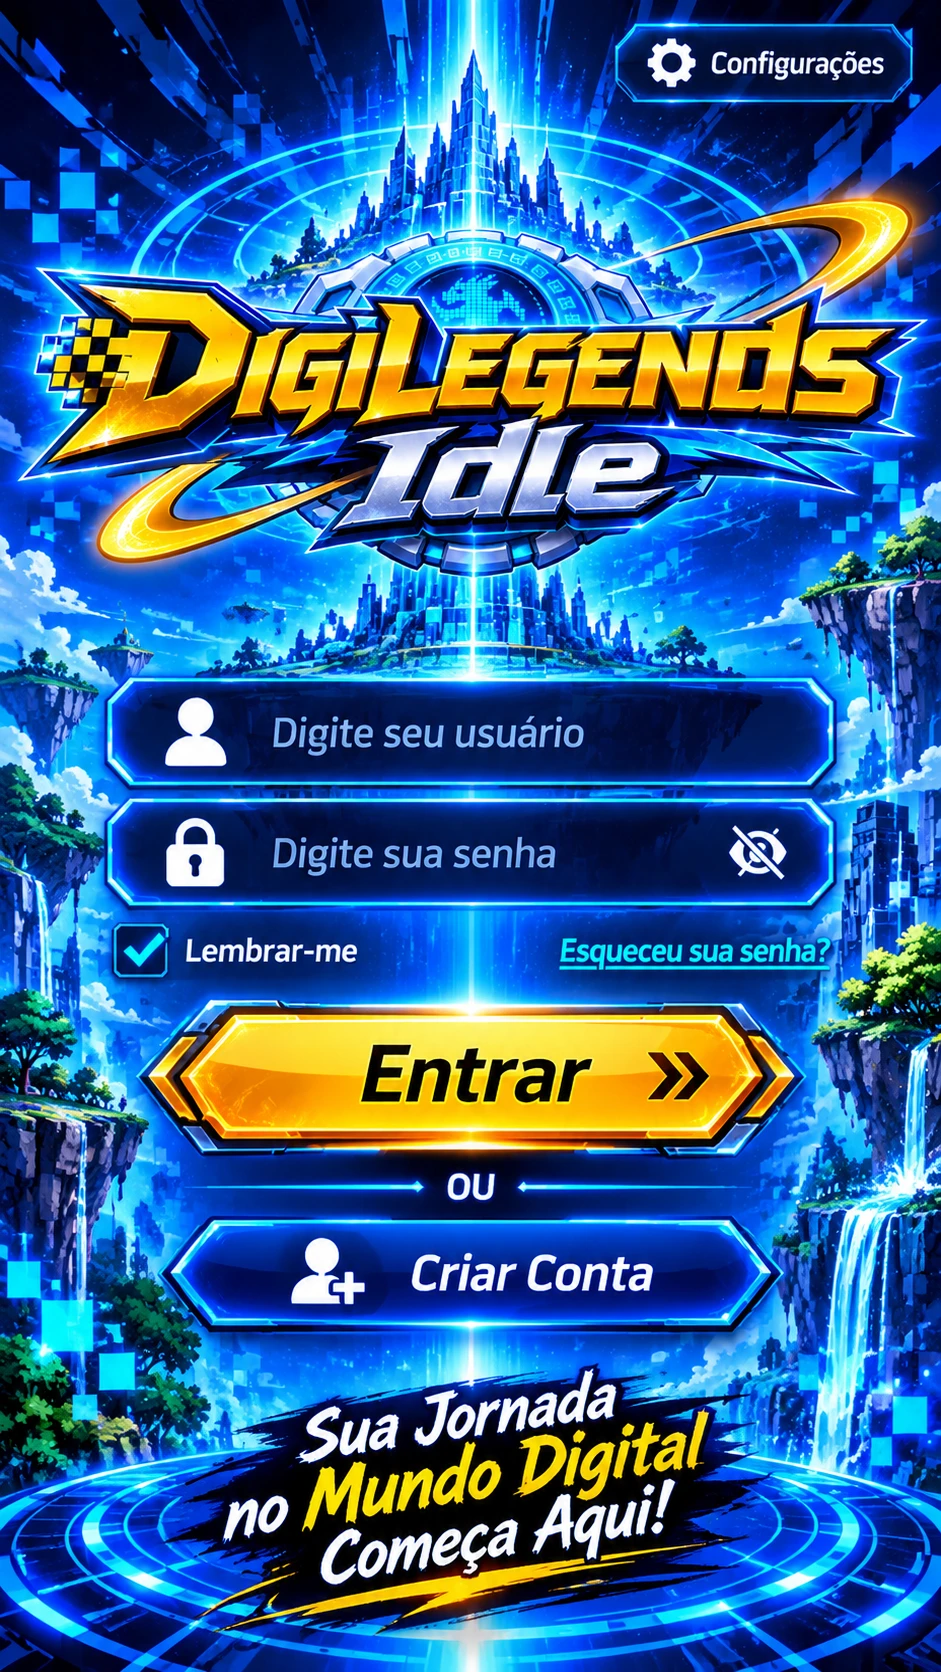 Configurações
DIGILEGENDS
Idle
Digite seu usuário
Digite sua senha
Lembrar-me
Esqueceu sua senha?
Entrar
OU
Criar Conta
Sua Jornada
no Mundo Digital
Começa Aqui!